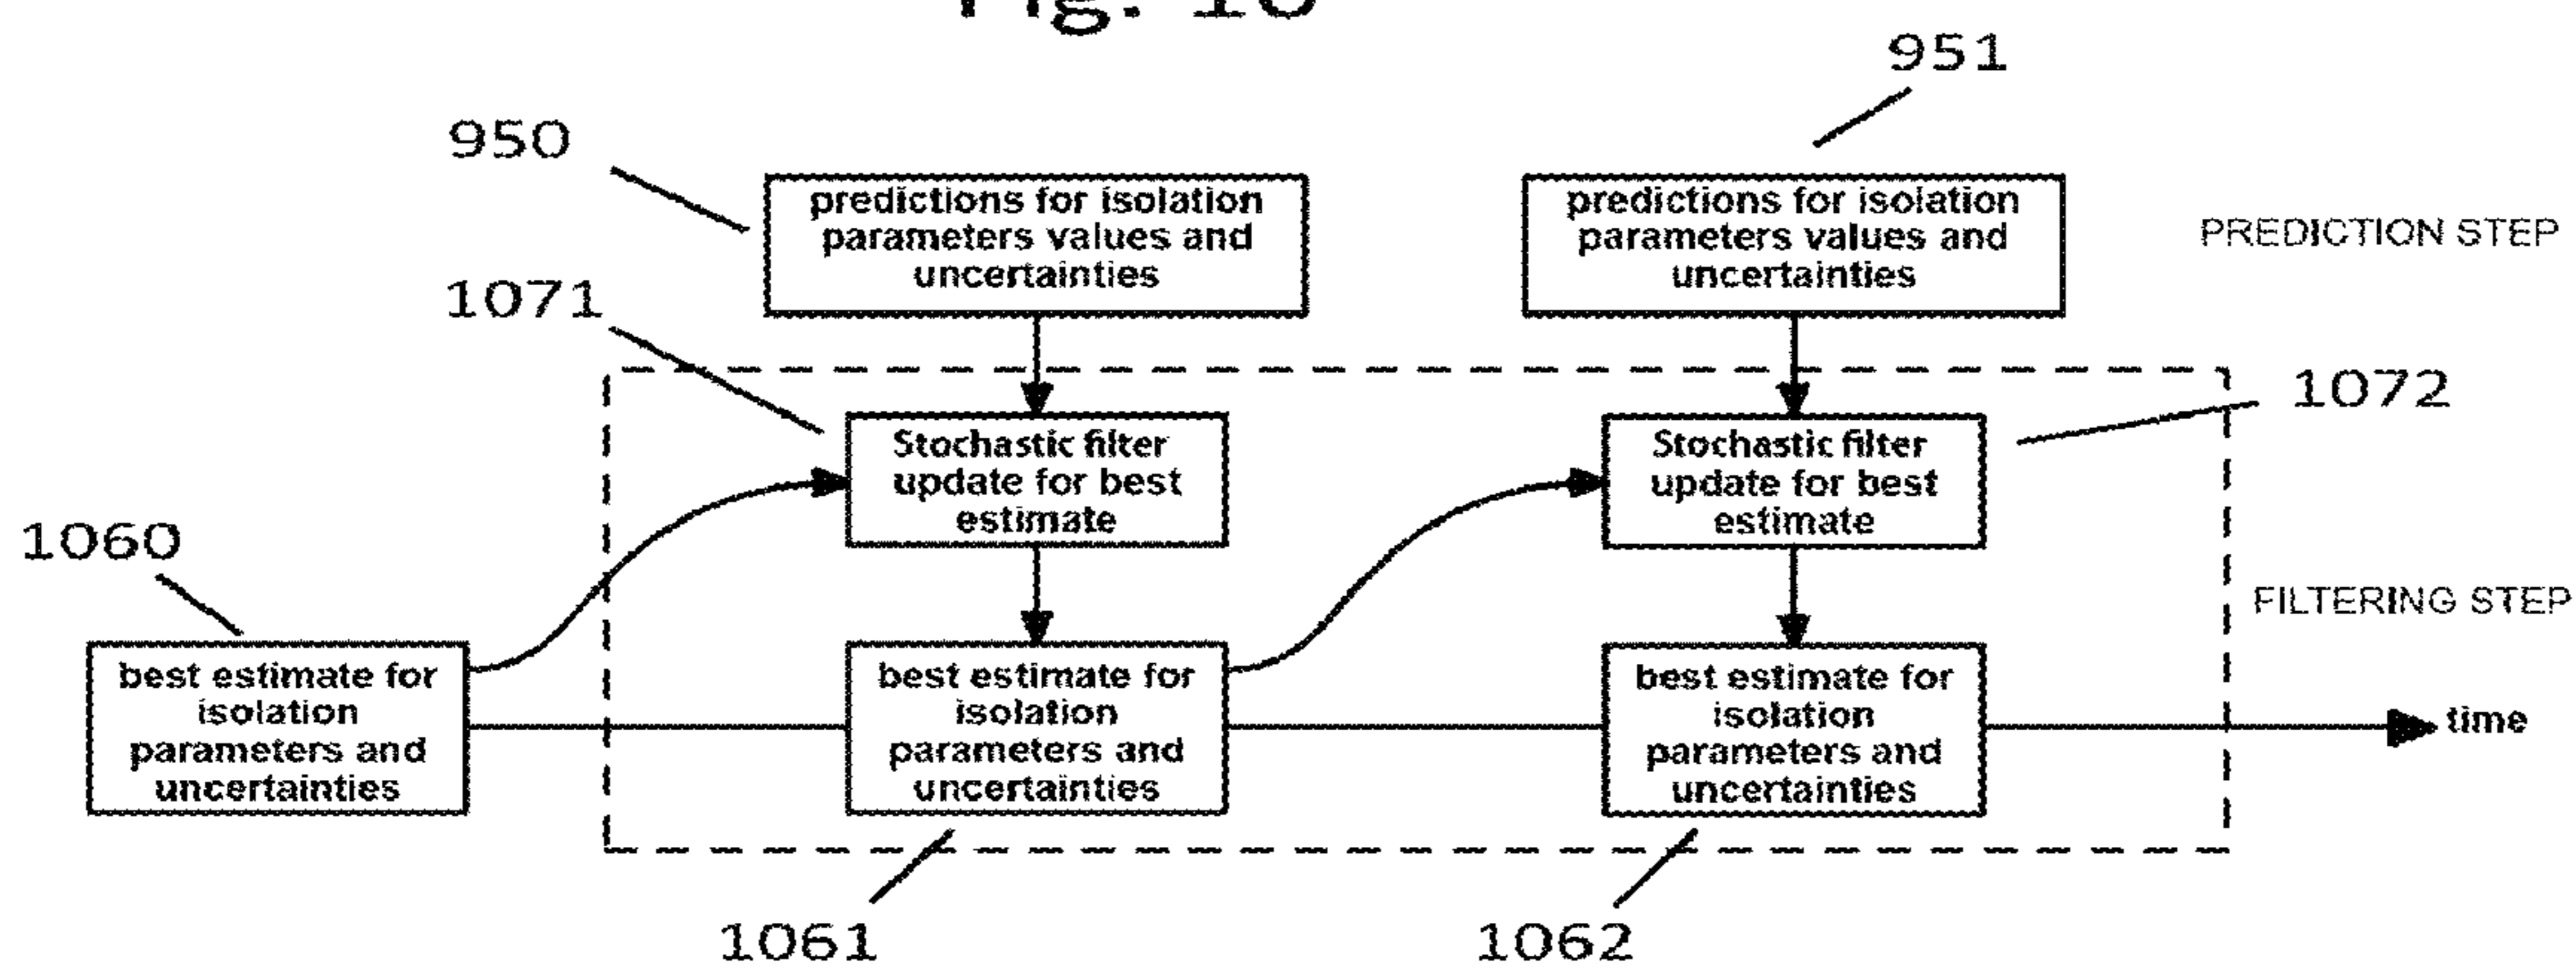 Fig. 10
951
950
predictions for isolation
parameters values and
uncertainties
predictions for isolation
parameters values and
uncertainties
PREDICTION STEP
1071
1072
Stochastic filter
update for best
estimate
Stochastic filter
update for best
estimate
1060
FILTERING STEP
best estimate for
isolation
parameters and
uncertainties
best estimate for
isolation
parameters and
uncertainties
best estimate for
isolation
parameters and
uncertainties
time
1061
1062